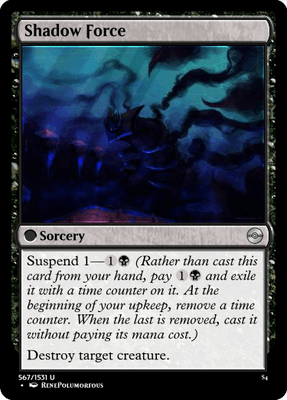 Shadow Force
Sorcery
Suspend 1— 1 (Rather than cast this
card from your hand, pay 1 and exile
it with a time counter on it. At the
beginning of your upkeep, remove a time
counter. When the last is removed, cast it
without paying its mana cost.)
Destroy target creature.
567/1531 U
S4
• RenePolumorfous